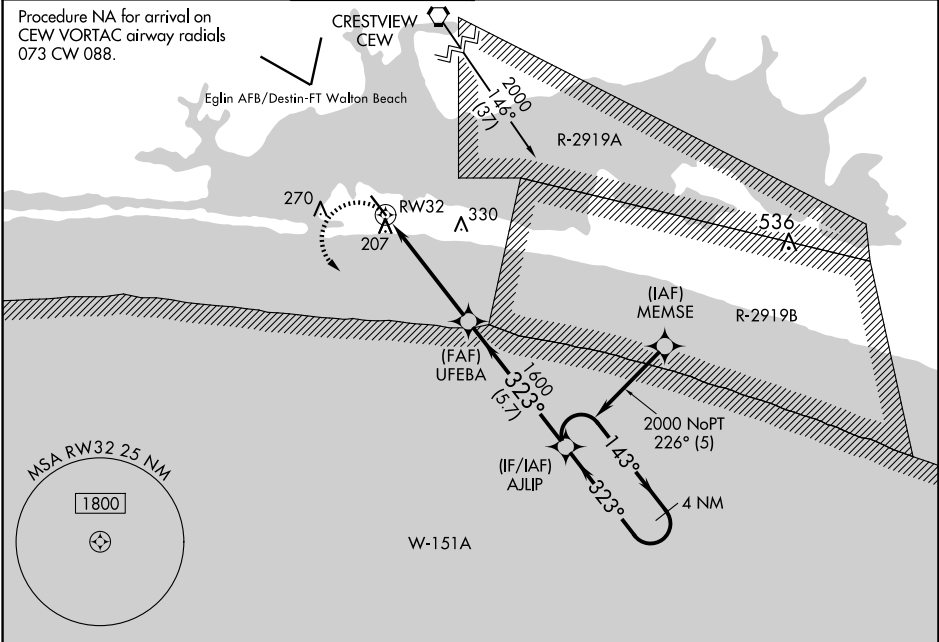 Procedure NA for arrival on
CEW VORTAC airway radials
073 CW 088.
CRESTVIEW
CEW
Eglin AFB/Destin-FT Walton Beach
2000
146°
(37)
R-2919A
270
RW32
207
330
536
(IAF)
MEMSE
R-2919B
(FAF)
UFEBA
1600
323°
(5.7)
2000 NoPT
226° (5)
(IF/IAF)
AJLIP
143°
323°
4 NM
MSA RW32 25 NM
1800
W-151A